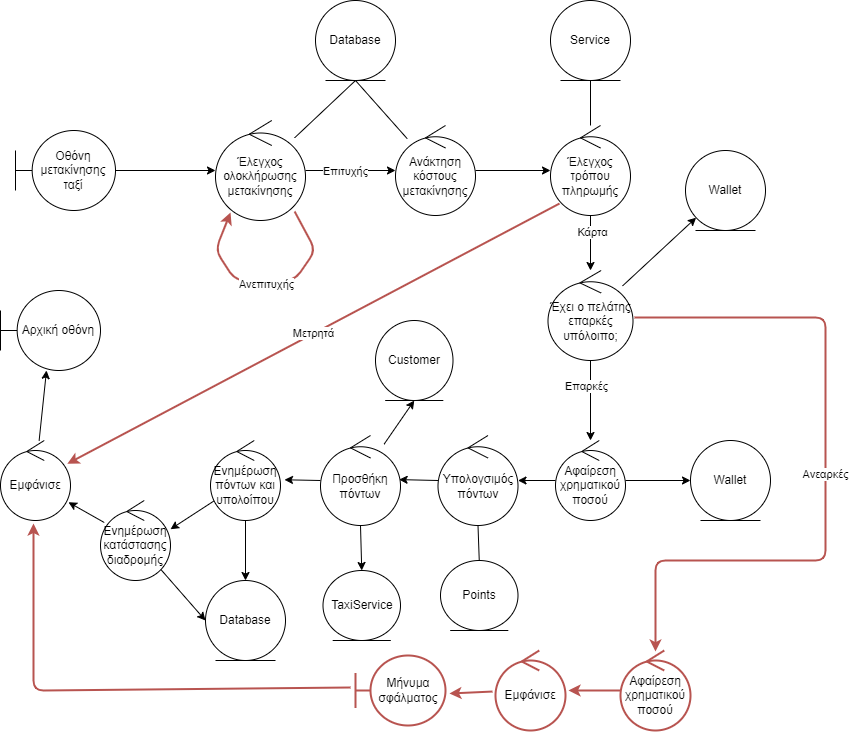 Database
Service
Οθόνη
μετακίνησης
ταξί
Έλεγχος
ολοκλήρωσης
μετακίνησης
Επιτυχής
Ανάκτηση
κόστους
μετακίνησης
Έλεγχος
τρόπου
πληρωμής
Wallet
Κάρτα
Ανεπιτυχής
Έχει ο πελάτης
επαρκές
υπόλοιπο;
Αρχική οθόνη
Μετρητά
Customer
Επαρκές
Ανεαρκές
Εμφάνισε
Ενημέρωση
πόντων και
υπολοίπου
Προσθήκη
πόντων
Υπολογσιμός
πόντων
Αφαίρεση
χρηματικού
ποσού
Wallet
Ενημέρωση
κατάστασης
διαδρομής
Database
TaxiService
Points
Μήνυμα
σφάλματος
Εμφάνισε
Αφαίρεση
χρηματικού
ποσού